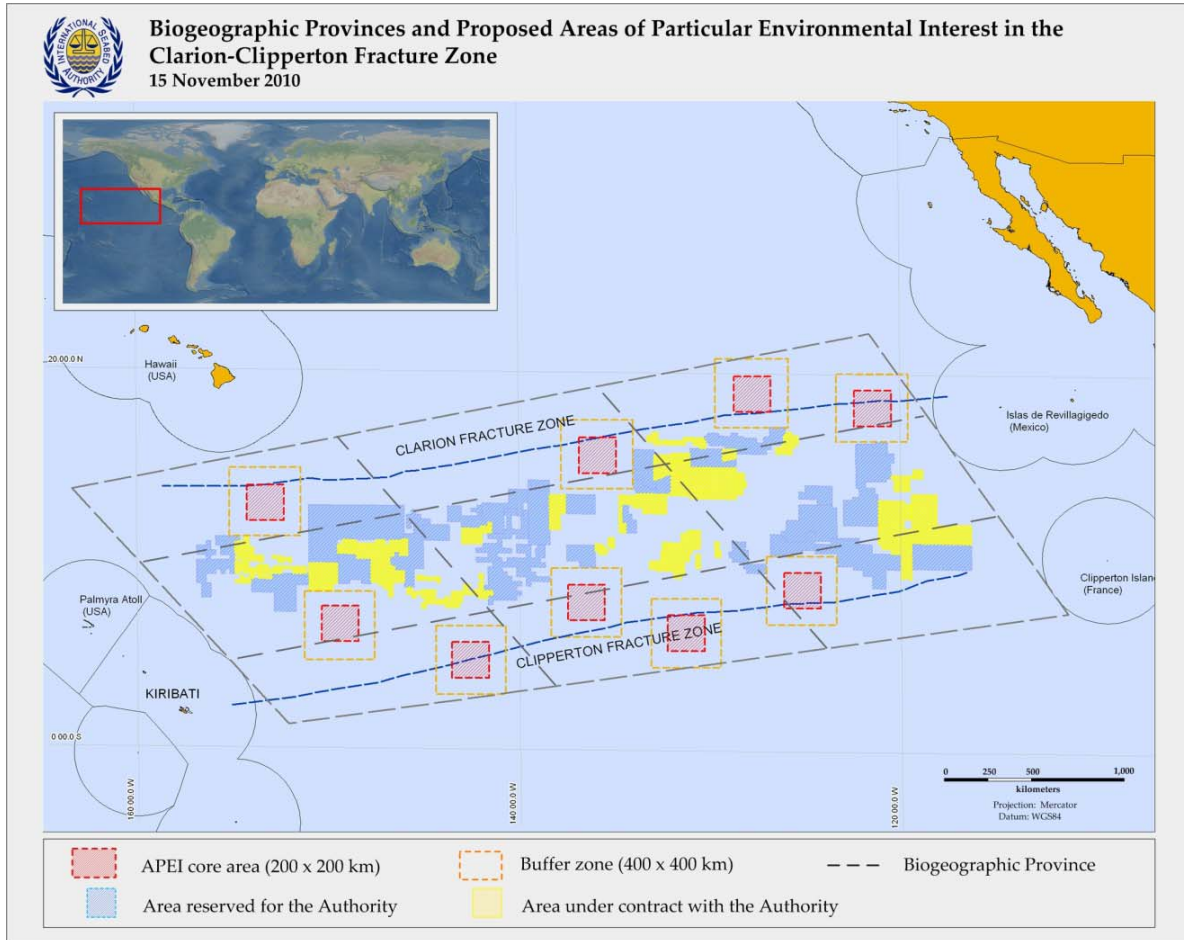 INTERNATIONAL SEABED AUTHORITY
Biogeographic Provinces and Proposed Areas of Particular Environmental Interest in the
Clarion-Clipperton Fracture Zone
15 November 2010
20 00.0 N
Hawaii
(USA)
CLARION FRACTURE ZONE
Islas de Revillagigedo
(Mexico)
Palmyra Atoll
(USA)
Clipperton Islan
(France)
CLIPPERTON FRACTURE ZONE
KIRIBATI
0 00.0 S
160 00.0 W
140 00.0 W
120 00.0 W
0 250 500 1,000
kilometers
Projection: Mercator
Datum: WGS84
APEI core area (200 x 200 km)
Buffer zone (400 x 400 km)
Biogeographic Province
Area reserved for the Authority
Area under contract with the Authority